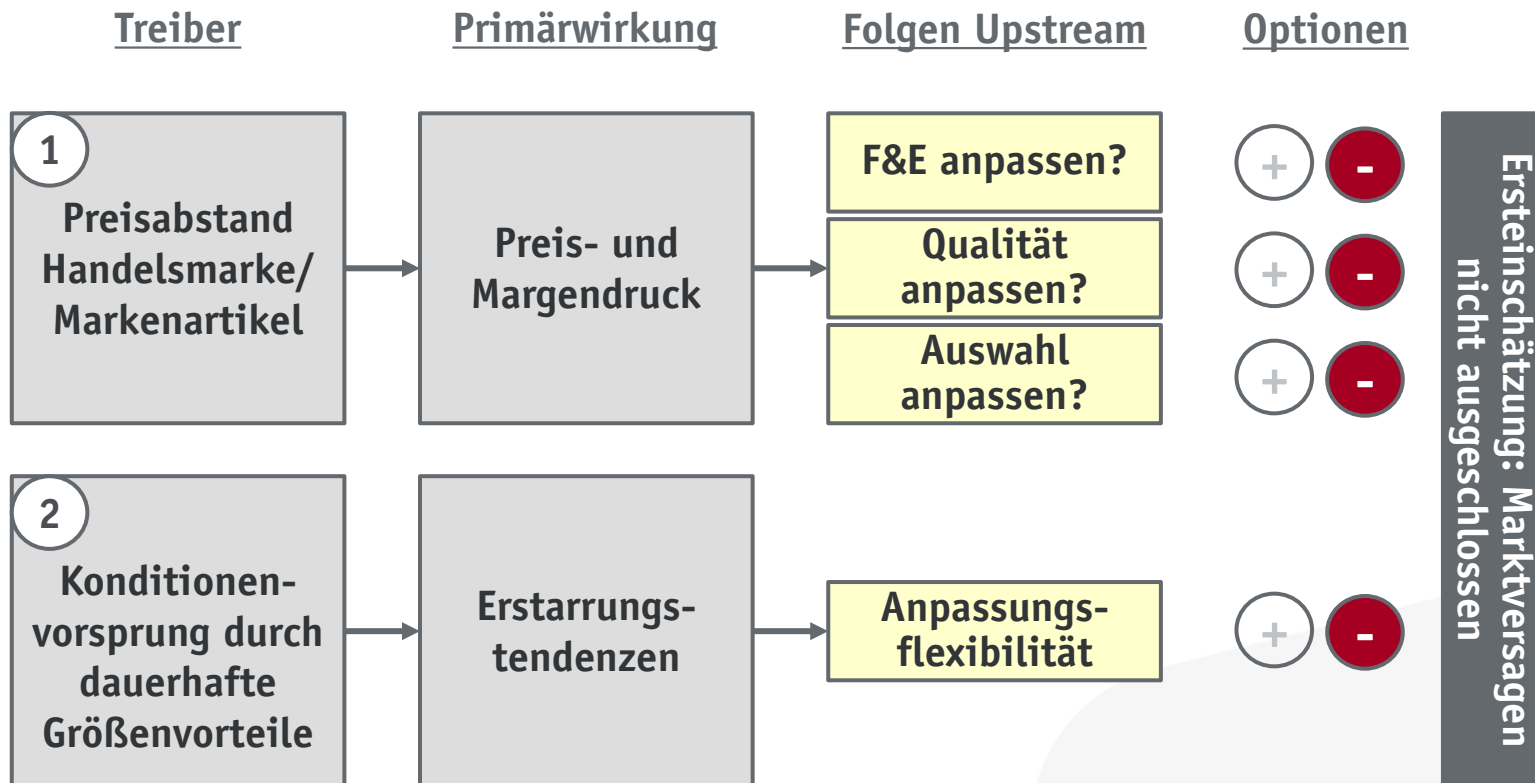 Treiber
Primärwirkung
Folgen Upstream
Optionen
1
Preisabstand
Handelsmarke/
Markenartikel
Preis- und
Margendruck
F&E anpassen?
+ -
Qualität
anpassen?
+ -
Auswahl
anpassen?
+ -
2
Konditionen-
vorsprung durch
dauerhafte
Größenvorteile
Erstarrungs-
tendenzen
Anpassungs-
flexibilität
+ -
Ersteinschätzung: Marktversagen
nicht ausgeschlossen